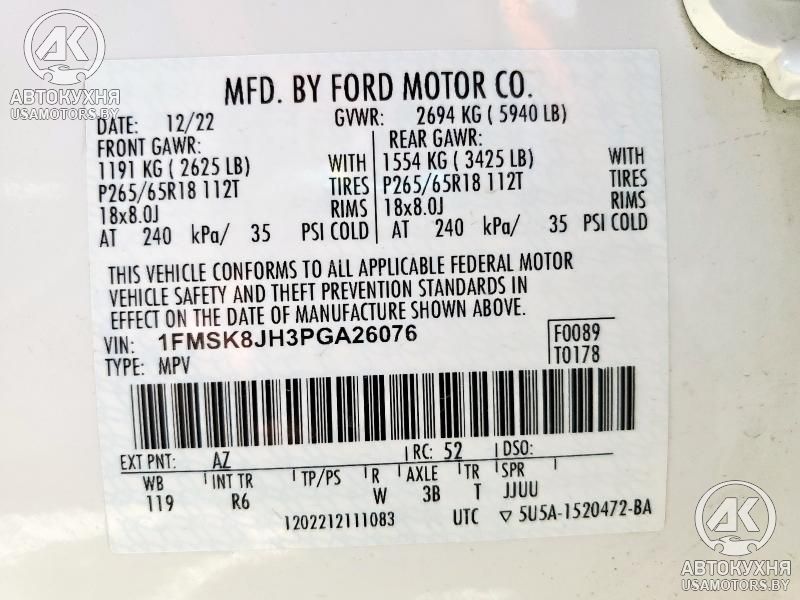 АК
АВТОКУХНЯ
USAMOTORS.BY
MFD. BY FORD MOTOR CO.
DATE: 12/22 GVWR: 2694 KG ( 5940 LB)
FRONT GAWR: REAR GAWR:
1191 KG ( 2625 LB) WITH 1554 KG ( 3425 LB) WITH
P265/65R18 112T TIRES P265/65R18 112T TIRES
18x8.0J RIMS 18x8.0J RIMS
AT 240 kPa/ 35 PSI COLD AT 240 kPa/ 35 PSI COLD
THIS VEHICLE CONFORMS TO ALL APPLICABLE FEDERAL MOTOR
VEHICLE SAFETY AND THEFT PREVENTION STANDARDS IN
EFFECT ON THE DATE OF MANUFACTURE SHOWN ABOVE.
VIN: 1FMSK8JH3PGA26076 F0089
TYPE: MPV T0178
EXT PNT: AZ RC: 52 DSO:
WB INT TR TP/PS R AXLE TR SPR
119 R6 W 3B T JJUU
1202212111083 UTC ▽ 5U5A-1520472-BA
АК
АВТОКУХНЯ
USAMOTORS.BY